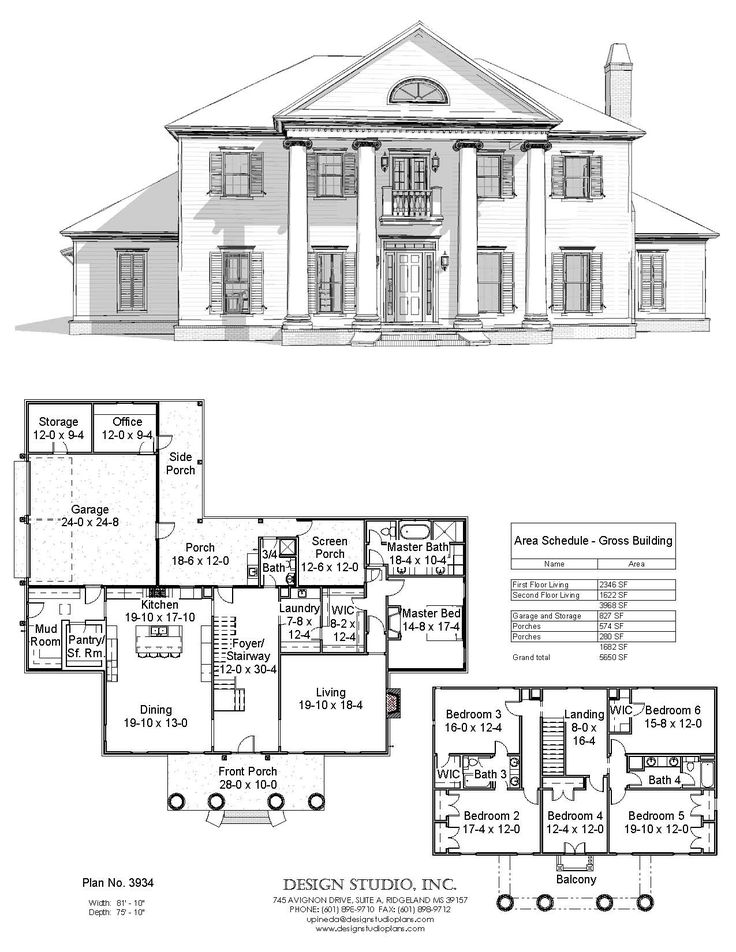 Storage
12-0 x 9-4
Office
12-0 x 9-4
Side
Porch
Garage
24-0 x 24-8
Porch
18-6 x 12-0
3/4
Bath
Screen
Porch
12-6 x 12-0
Master Bath
18-4 x 10-4
Kitchen
19-10 x 17-10
Laundry
7-8 x
12-4
WIC
8-2 x
12-4
Master Bed
14-8 x 17-4
Mud
Room
Pantry/
Sf. Rm.
Foyer/
Stairway
12-0 x 30-4
Dining
19-10 x 13-0
Living
19-10 x 18-4
Front Porch
28-0 x 10-0
Area Schedule - Gross Building
Name Area
First Floor Living 2346 SF
Second Floor Living 1622 SF
3968 SF
Garage and Storage 827 SF
Porches 574 SF
Porches 280 SF
1682 SF
Grand total 5650 SF
Bedroom 3
16-0 x 12-4
Landing
8-0 x
16-4
WIC
Bedroom 6
15-8 x 12-0
WIC
Bath 3
Bath 4
Bedroom 2
17-4 x 12-0
Bedroom 4
12-4 x 12-0
Bedroom 5
19-10 x 12-0
Balcony
Plan No. 3934
Width: 81' - 10"
Depth: 75' - 10"
DESIGN STUDIO, INC.
745 AVIGNON DRIVE, SUITE A, RIDGELAND MS 39157
PHONE: (601) 898-9710 FAX: (601) 898-9712
upineda@designstudioplans.com
www.designstudioplans.com